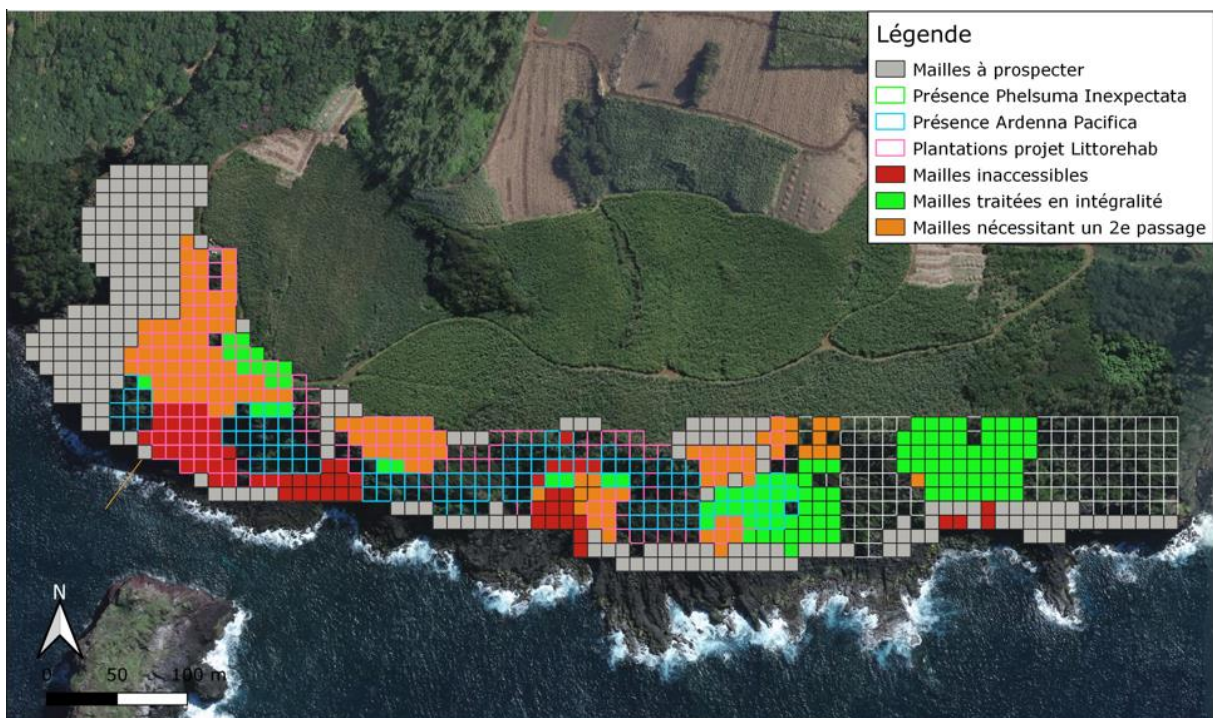 Légende
Mailles à prospecter
Présence Phelsuma Inexpectata
Présence Ardenna Pacifica
Plantations projet Littorehab
Mailles inaccessibles
Mailles traitées en intégralité
Mailles nécessitant un 2e passage
N
0 50 100 m